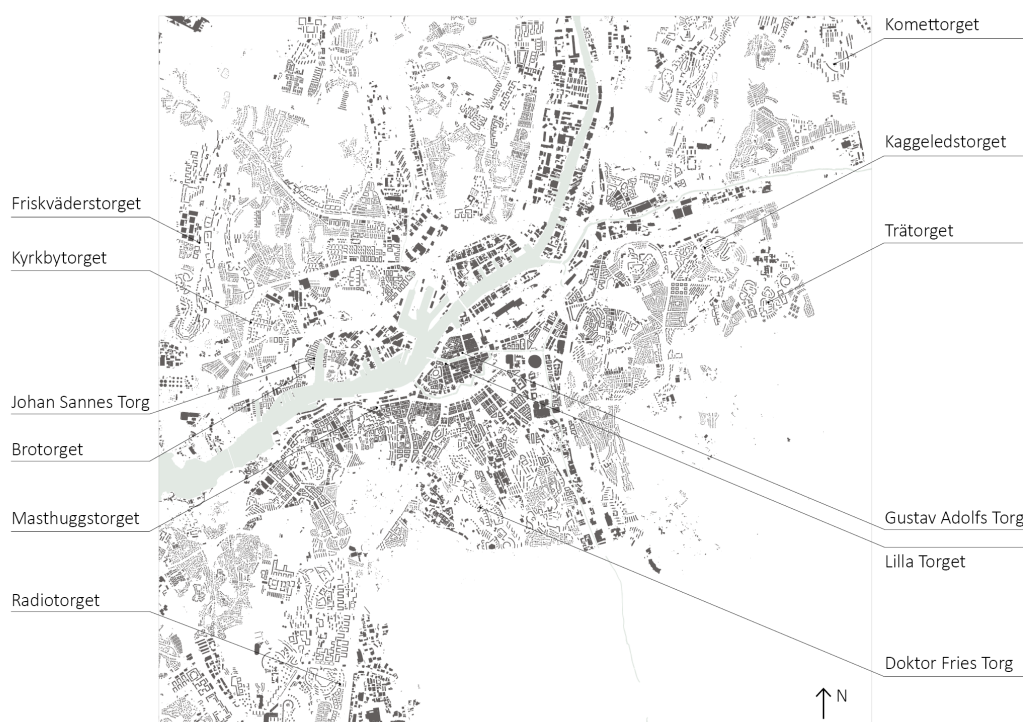 Komettorget
Kaggeledstorget
Friskväderstorget
Trätorget
Kyrkbytorget
Johan Sannes Torg
Brotorget
Masthuggstorget
Gustav Adolfs Torg
Lilla Torget
Radiotorget
Doktor Fries Torg
N